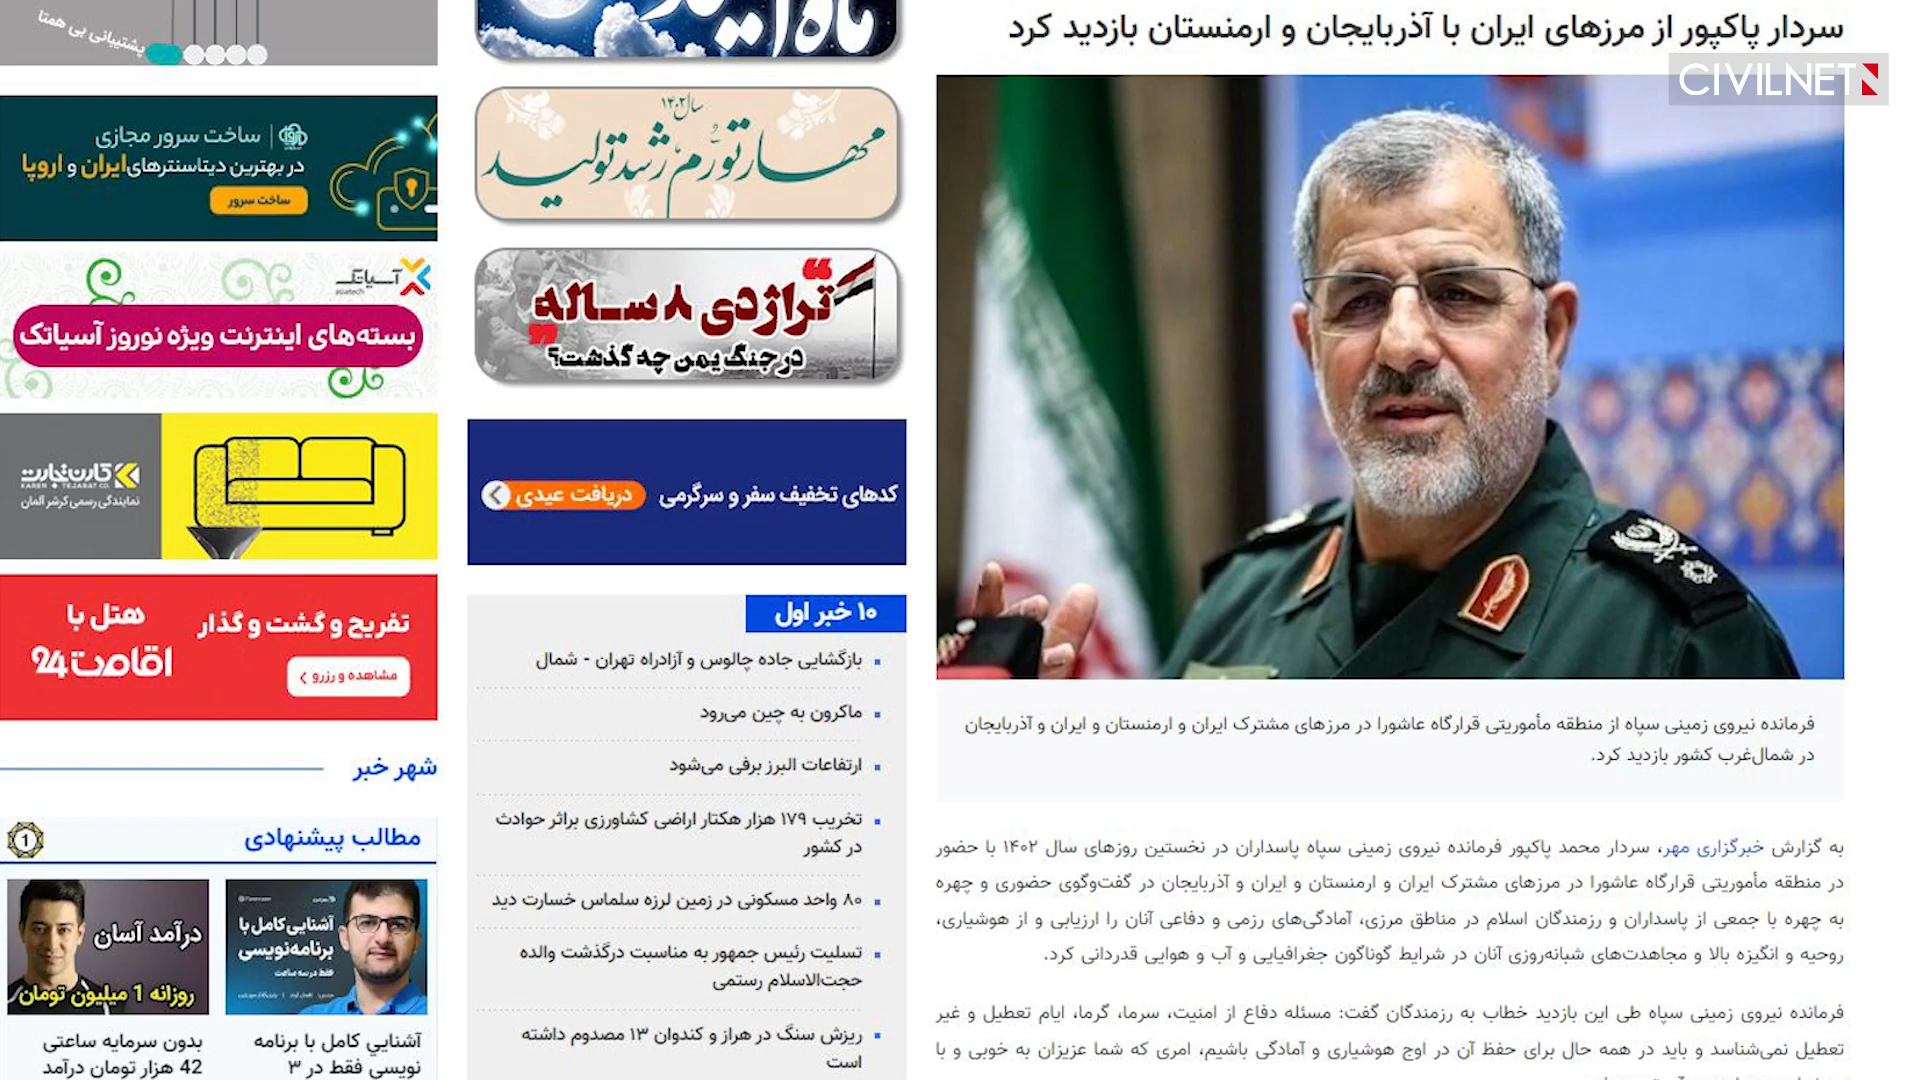 سردار پاکپور از مرزهای ایران با آذربایجان و ارمنستان بازدید کرد
CIVILNET
فرمانده نیروی زمینی سپاه از منطقه مأموریتی قرارگاه عاشورا در مرزهای مشترک ایران و ارمنستان و ایران و آذربایجان
در شمال‌غرب کشور بازدید کرد.
به گزارش خبرگزاری مهر، سردار محمد پاکپور فرمانده نیروی زمینی سپاه پاسداران در نخستین روزهای سال ۱۴۰۲ با حضور
در منطقه مأموریتی قرارگاه عاشورا در مرزهای مشترک ایران و ارمنستان و ایران و آذربایجان در گفت‌وگوی حضوری و چهره
به چهره با جمعی از پاسداران و رزمندگان اسلام در مناطق مرزی، آمادگی‌های رزمی و دفاعی آنان را ارزیابی و از هوشیاری،
روحیه و انگیزه بالا و مجاهدت‌های شبانه‌روزی آنان در شرایط گوناگون جغرافیایی و آب و هوایی قدردانی کرد.
فرمانده نیروی زمینی سپاه طی این بازدید خطاب به رزمندگان گفت: مسئله دفاع از امنیت، سرما، گرما، ایام تعطیل و غیر
تعطیل نمی‌شناسد و باید در همه حال برای حفظ آن در اوج هوشیاری و آمادگی باشیم، امری که شما عزیزان به خوبی و با
سال ۱۴۰۲
مهار تورم، رشد تولید
تراژدی ۸ ساله
در جنگ یمن چه گذشت؟
کدهای تخفیف سفر و سرگرمی
دریافت عیدی
۱۰ خبر اول
بازگشایی جاده چالوس و آزادراه تهران - شمال
ماکرون به چین می‌رود
ارتفاعات البرز برفی می‌شود
تخریب ۱۷۹ هزار هکتار اراضی کشاورزی براثر حوادث
در کشور
۸۰ واحد مسکونی در زمین لرزه سلماس خسارت دید
تسلیت رئیس جمهور به مناسبت درگذشت والده
حجت‌الاسلام رستمی
ریزش سنگ در هراز و کندوان ۱۳ مصدوم داشته
است
پشتیبانی بی همتا
ساخت سرور مجازی
در بهترین دیتاسنترهای ایران و اروپا
ساخت سرور
آسیاتک
asiatech
بسته‌های اینترنت ویژه نوروز آسیاتک
کارن تجارت
KAREN TEJARAT CO.
نمایندگی رسمی کرشر آلمان
تفریح و گشت و گذار
هتل با
اقامت24
مشاهده و رزرو
شهر خبر
مطالب پیشنهادی
1
آشنایی کامل با
برنامه نویسی
فقط در سه ساعت
درآمد آسان
روزانه 1 میلیون تومان
آشنایي کامل با برنامه
نویسی فقط در ۳
بدون سرمایه ساعتی
42 هزار تومان درآمد